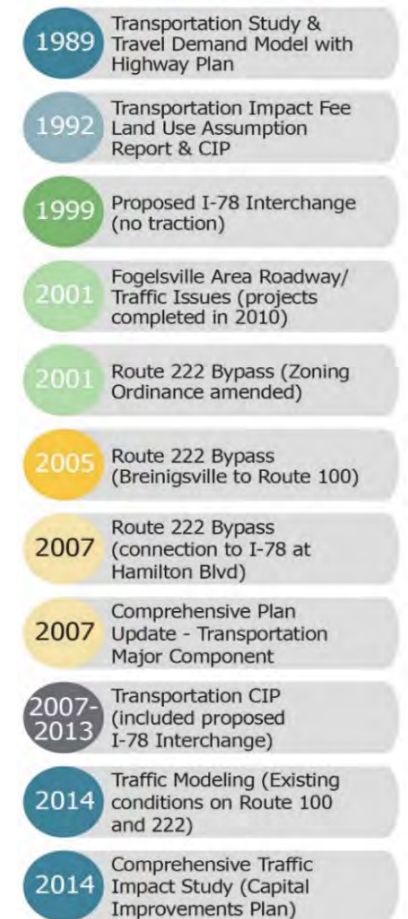 1989
Transportation Study &
Travel Demand Model with
Highway Plan
1992
Transportation Impact Fee
Land Use Assumption
Report & CIP
1999
Proposed I-78 Interchange
(no traction)
2001
Fogelsville Area Roadway/
Traffic Issues (projects
completed in 2010)
2001
Route 222 Bypass (Zoning
Ordinance amended)
2005
Route 222 Bypass
(Breinigsville to Route 100)
2007
Route 222 Bypass
(connection to I-78 at
Hamilton Blvd)
2007
Comprehensive Plan
Update - Transportation
Major Component
2007-
2013
Transportation CIP
(included proposed
I-78 Interchange)
2014
Traffic Modeling (Existing
conditions on Route 100
and 222)
2014
Comprehensive Traffic
Impact Study (Capital
Improvements Plan)